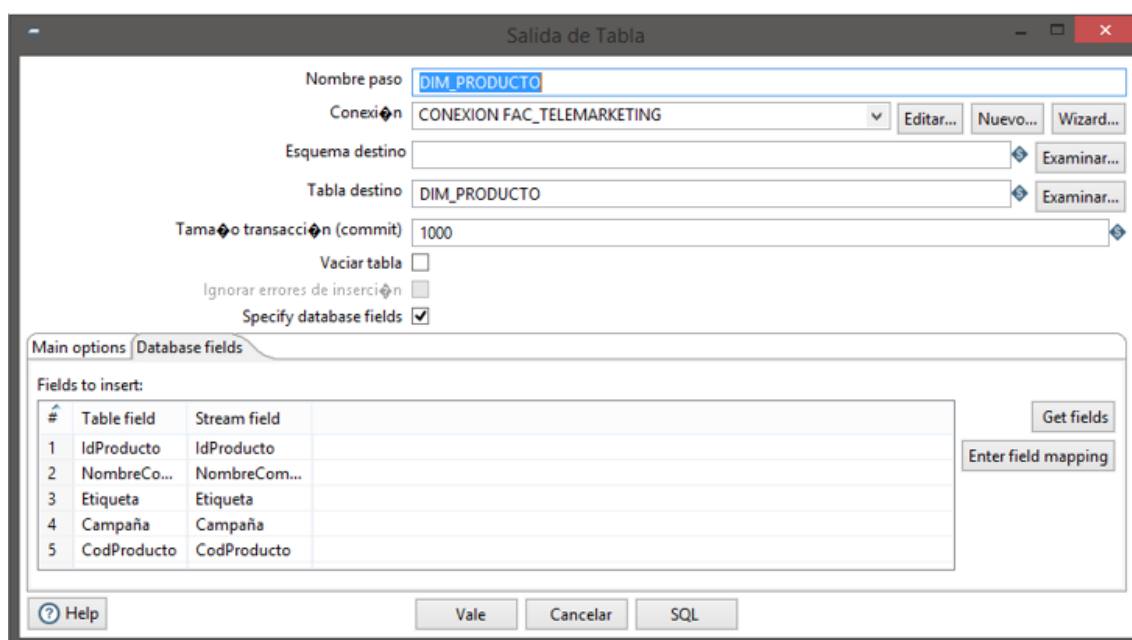 Salida de Tabla
Nombre paso DIM_PRODUCTO
Conexi�n CONEXION FAC_TELEMARKETING Editar... Nuevo... Wizard...
Esquema destino Examinar...
Tabla destino DIM_PRODUCTO Examinar...
Tama�o transacci�n (commit) 1000
Vaciar tabla
Ignorar errores de inserci�n
Specify database fields
Main options Database fields
Fields to insert:
# Table field Stream field Get fields
1 IdProducto IdProducto
2 NombreCo... NombreCom... Enter field mapping
3 Etiqueta Etiqueta
4 Campaña Campaña
5 CodProducto CodProducto
Help Vale Cancelar SQL